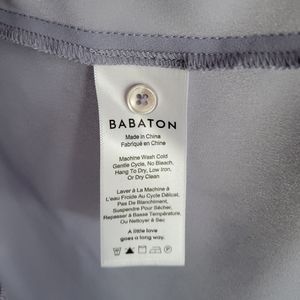 BABATON
Made in China
Fabriqué en Chine
Machine Wash Cold
Gentle Cycle, No Bleach,
Hang To Dry, Low Iron,
Or Dry Clean
Laver À La Machine à
L'eau Froide Au Cycle Délicat,
Pas De Blanchiment,
Suspendre Pour Sécher,
Repasser à Basse Température,
Ou Nettoyer à Sec
A little love
goes a long way.